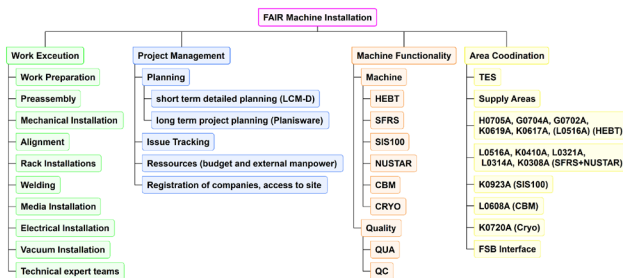 FAIR Machine Installation
Work Exceution
Work Preparation
Preassembly
Mechanical Installation
Alignment
Rack Installations
Welding
Media Installation
Electrical Installation
Vacuum Installation
Technical expert teams
Project Management
Planning
short term detailed planning (LCM-D)
long term project planning (Planisware)
Issue Tracking
Ressources (budget and external manpower)
Registration of companies, access to site
Machine Functionality
Machine
HEBT
SFRS
SIS100
NUSTAR
CBM
CRYO
Quality
QUA
QC
Area Coodination
TES
Supply Areas
H0705A, G0704A, G0702A,
K0619A, K0617A, (L0516A) (HEBT)
L0516A, K0410A, L0321A,
L0314A, K0308A (SFRS+NUSTAR)
K0923A (SIS100)
L0608A (CBM)
K0720A (Cryo)
FSB Interface